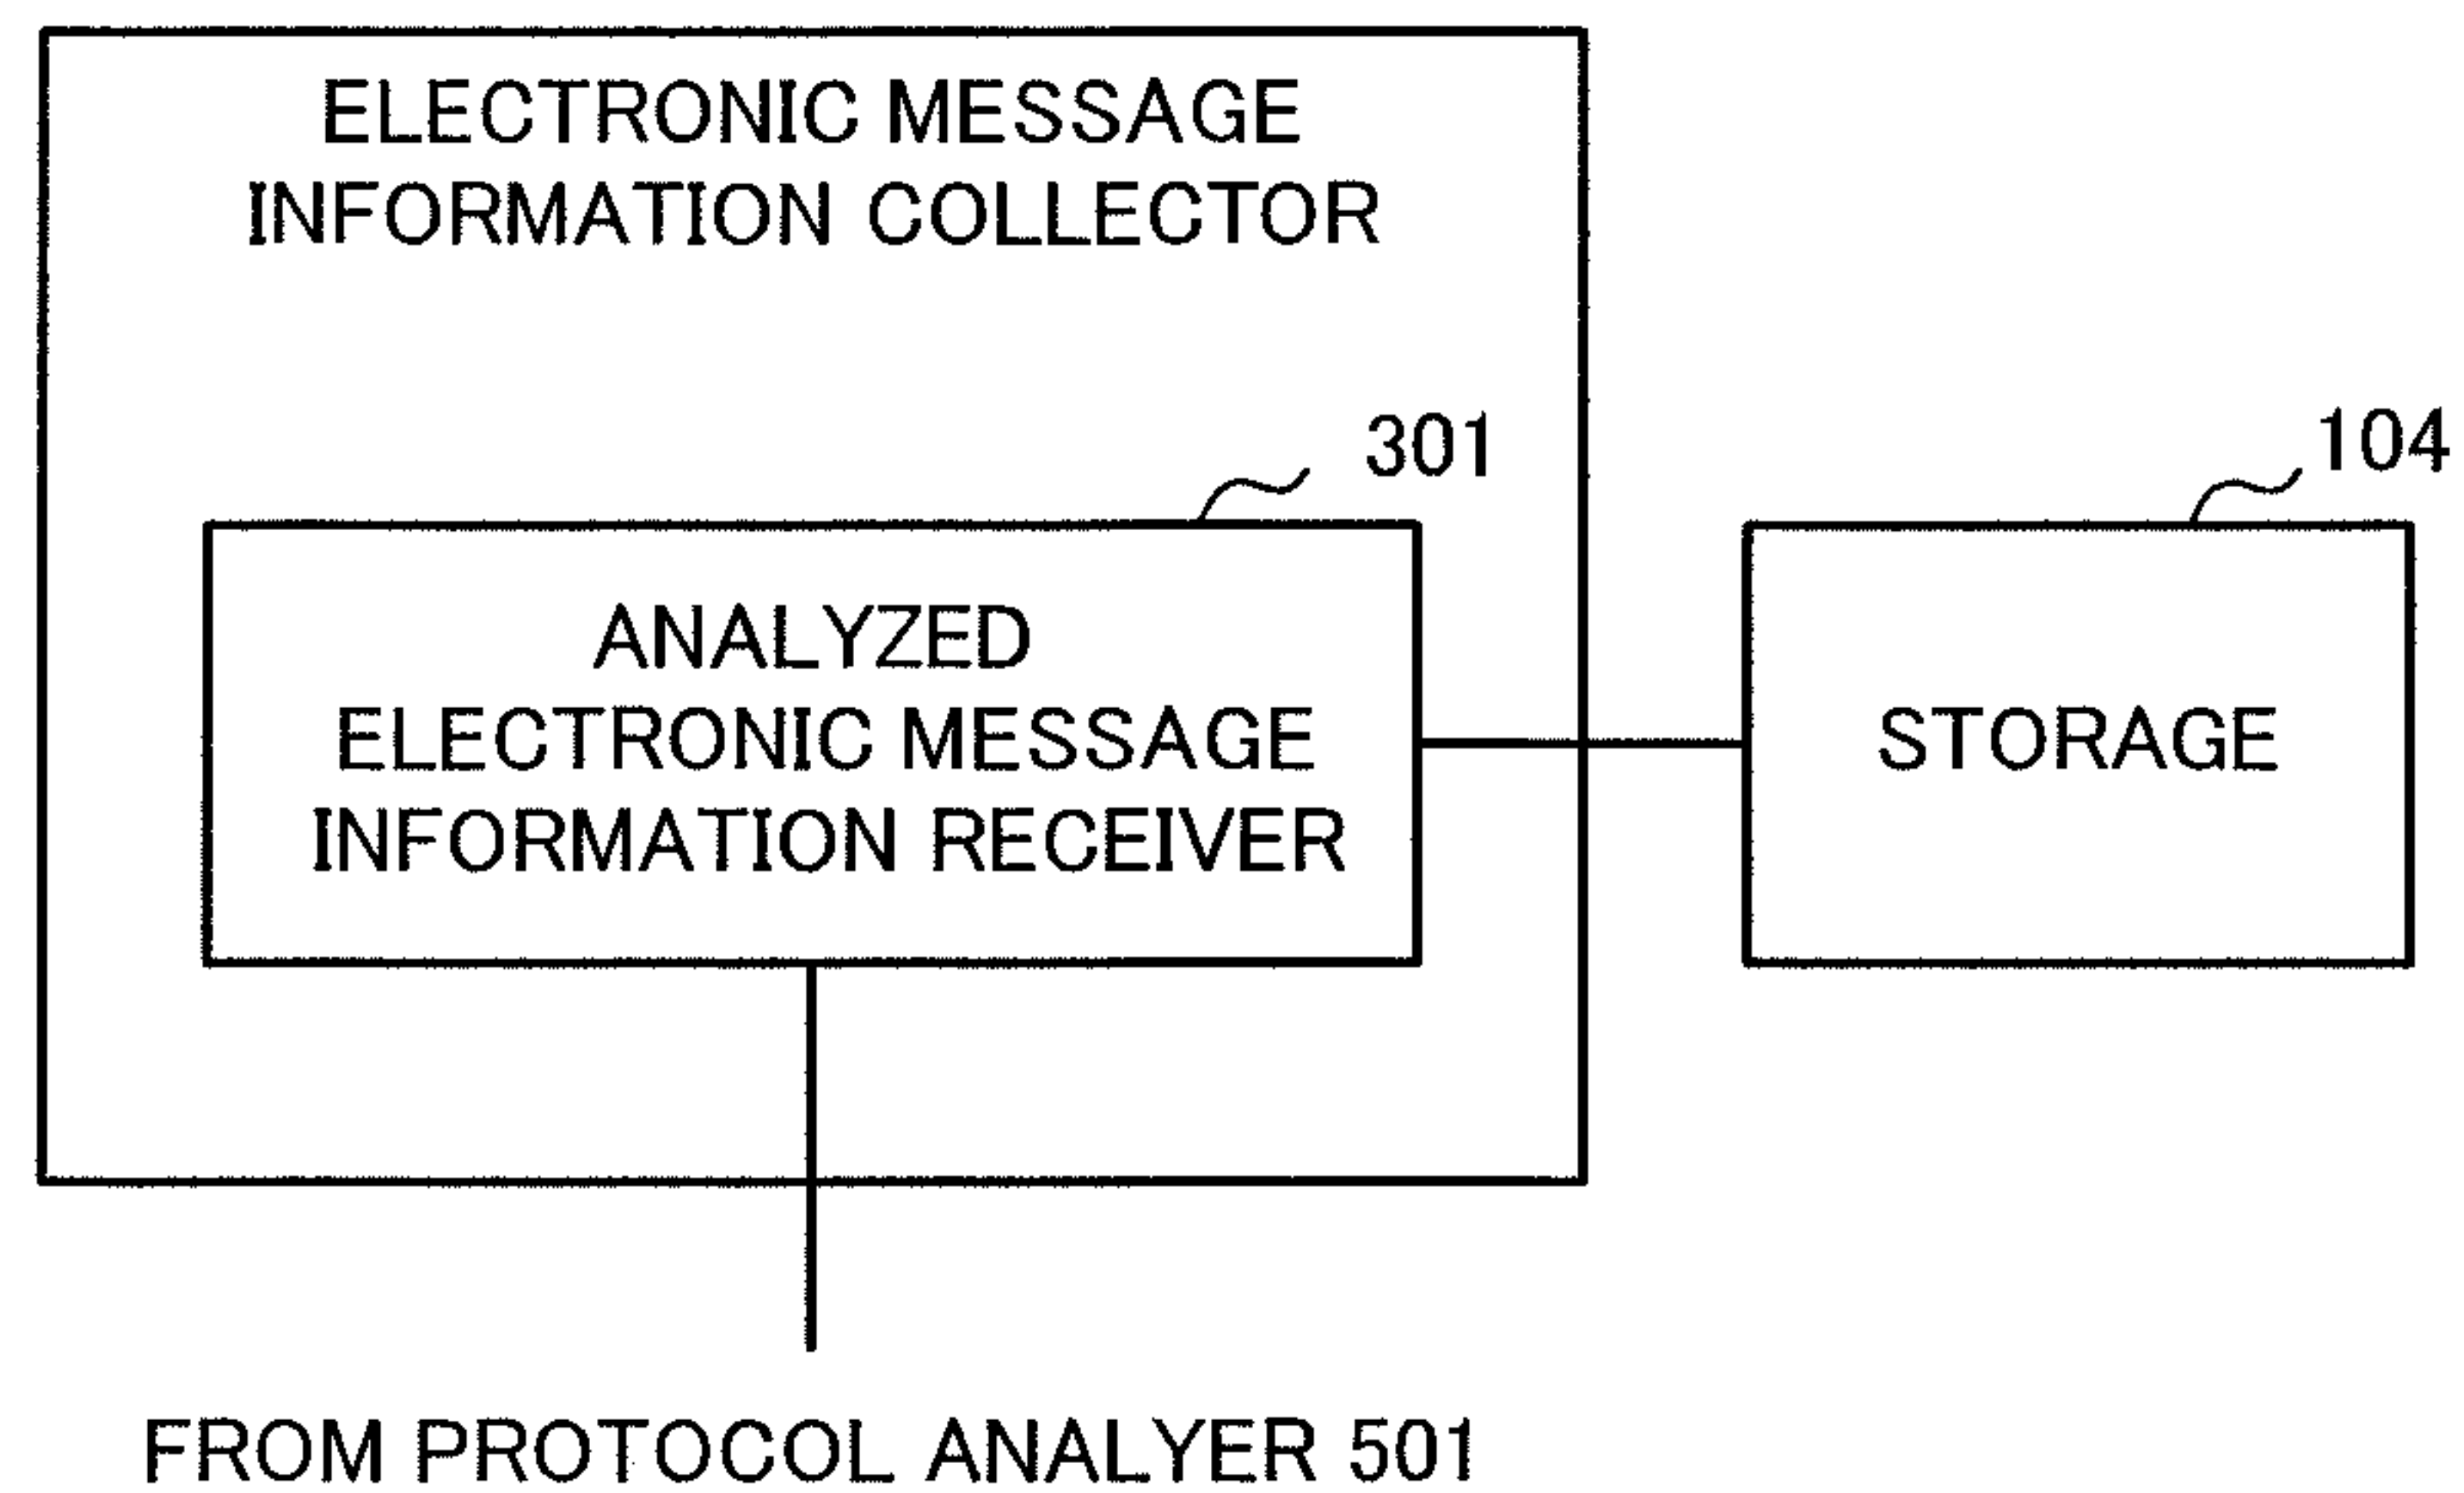 ELECTRONIC MESSAGE
INFORMATION COLLECTOR
301
104
ANALYZED
ELECTRONIC MESSAGE
INFORMATION RECEIVER
STORAGE
FROM PROTOCOL ANALYER 501